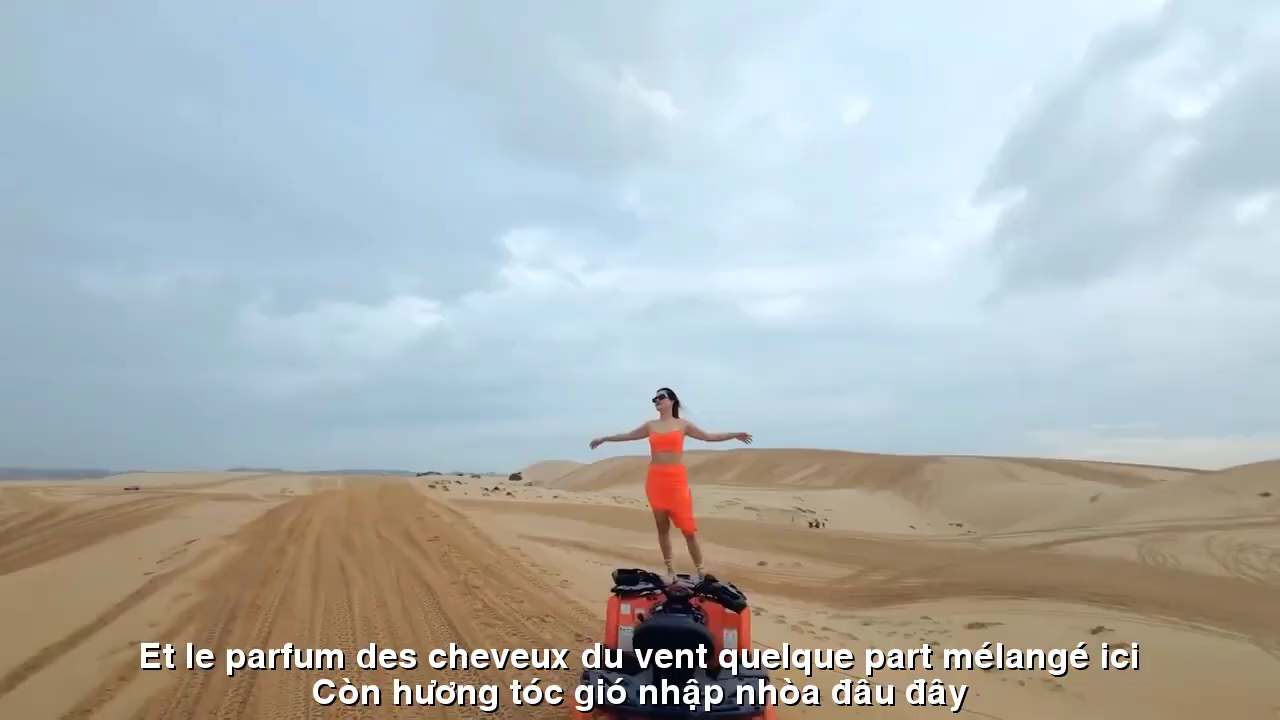 Et le parfum des cheveux du vent quelque part mélangé ici
Còn hương tóc gió nhập nhòa đâu đây